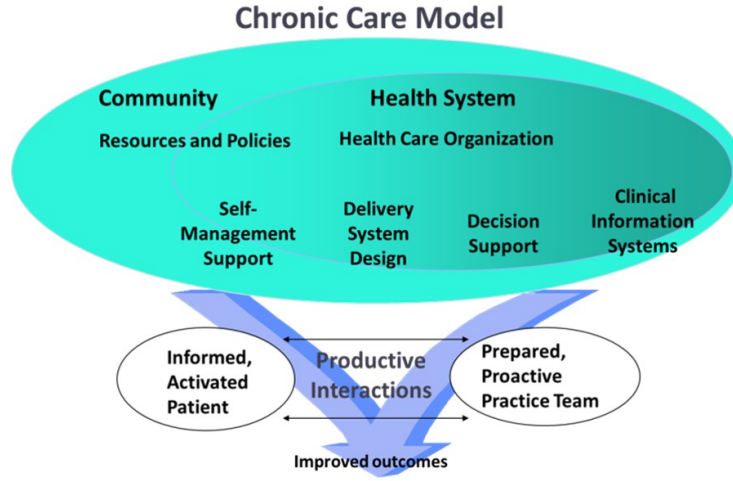 Chronic Care Model
Community
Health System
Resources and Policies
Health Care Organization
Self-
Management
Support
Delivery
System
Design
Decision
Support
Clinical
Information
Systems
Informed,
Activated
Patient
Productive
Interactions
Prepared,
Proactive
Practice Team
Improved outcomes